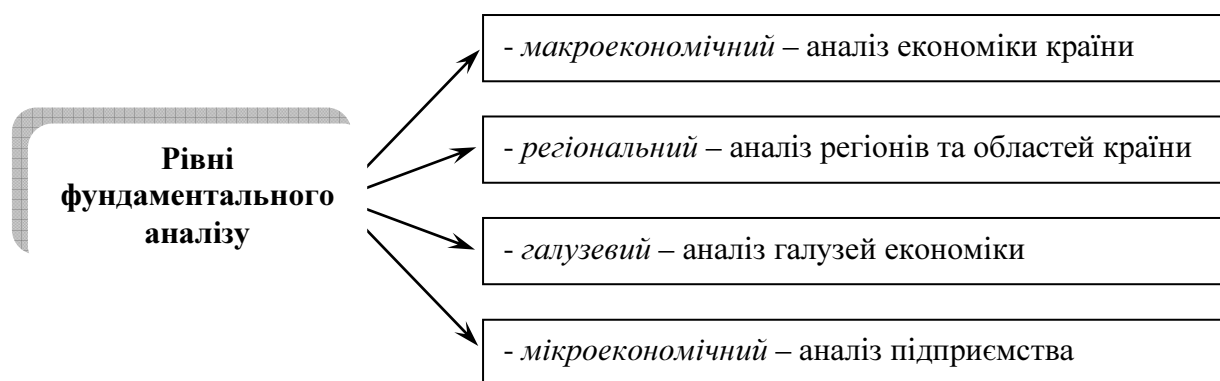 Рівні
фундаментального
аналізу
- макроекономічний – аналіз економіки країни
- регіональний – аналіз регіонів та областей країни
- галузевий – аналіз галузей економіки
- мікроекономічний – аналіз підприємства